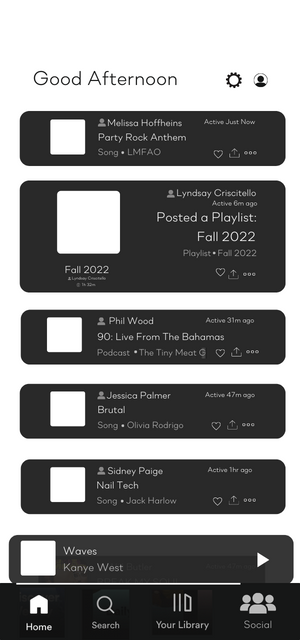 Good Afternoon
Melissa Hoffheins
Active Just Now
Party Rock Anthem
Song • LMFAO
Lyndsay Criscitello
Active 6m ago
Posted a Playlist:
Fall 2022
Playlist • Fall 2022
Fall 2022
Lyndsay Criscitello
1h 32m
Phil Wood
Active 31m ago
90: Live From The Bahamas
Podcast • The Tiny Meat G
Jessica Palmer
Active 47m ago
Brutal
Song • Olivia Rodrigo
Sidney Paige
Active 1hr ago
Nail Tech
Song • Jack Harlow
Waves
Kanye West
Home
Search
Your Library
Social